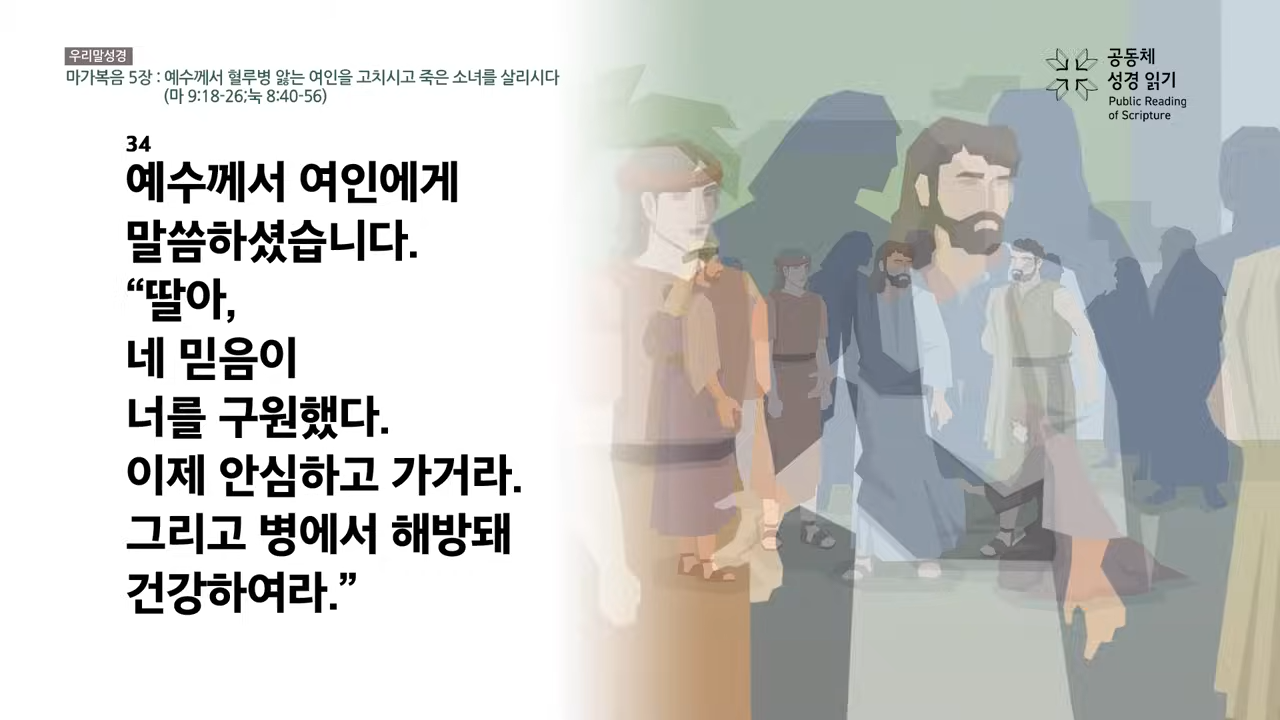 우리말성경
마가복음 5장 : 예수께서 혈루병 앓는 여인을 고치시고 죽은 소녀를 살리시다
(마 9:18-26;눅 8:40-56)
공동체
성경 읽기
Public Reading
of Scripture
34
예수께서 여인에게
말씀하셨습니다.
“딸아,
네 믿음이
너를 구원했다.
이제 안심하고 가거라.
그리고 병에서 해방돼
건강하여라.”